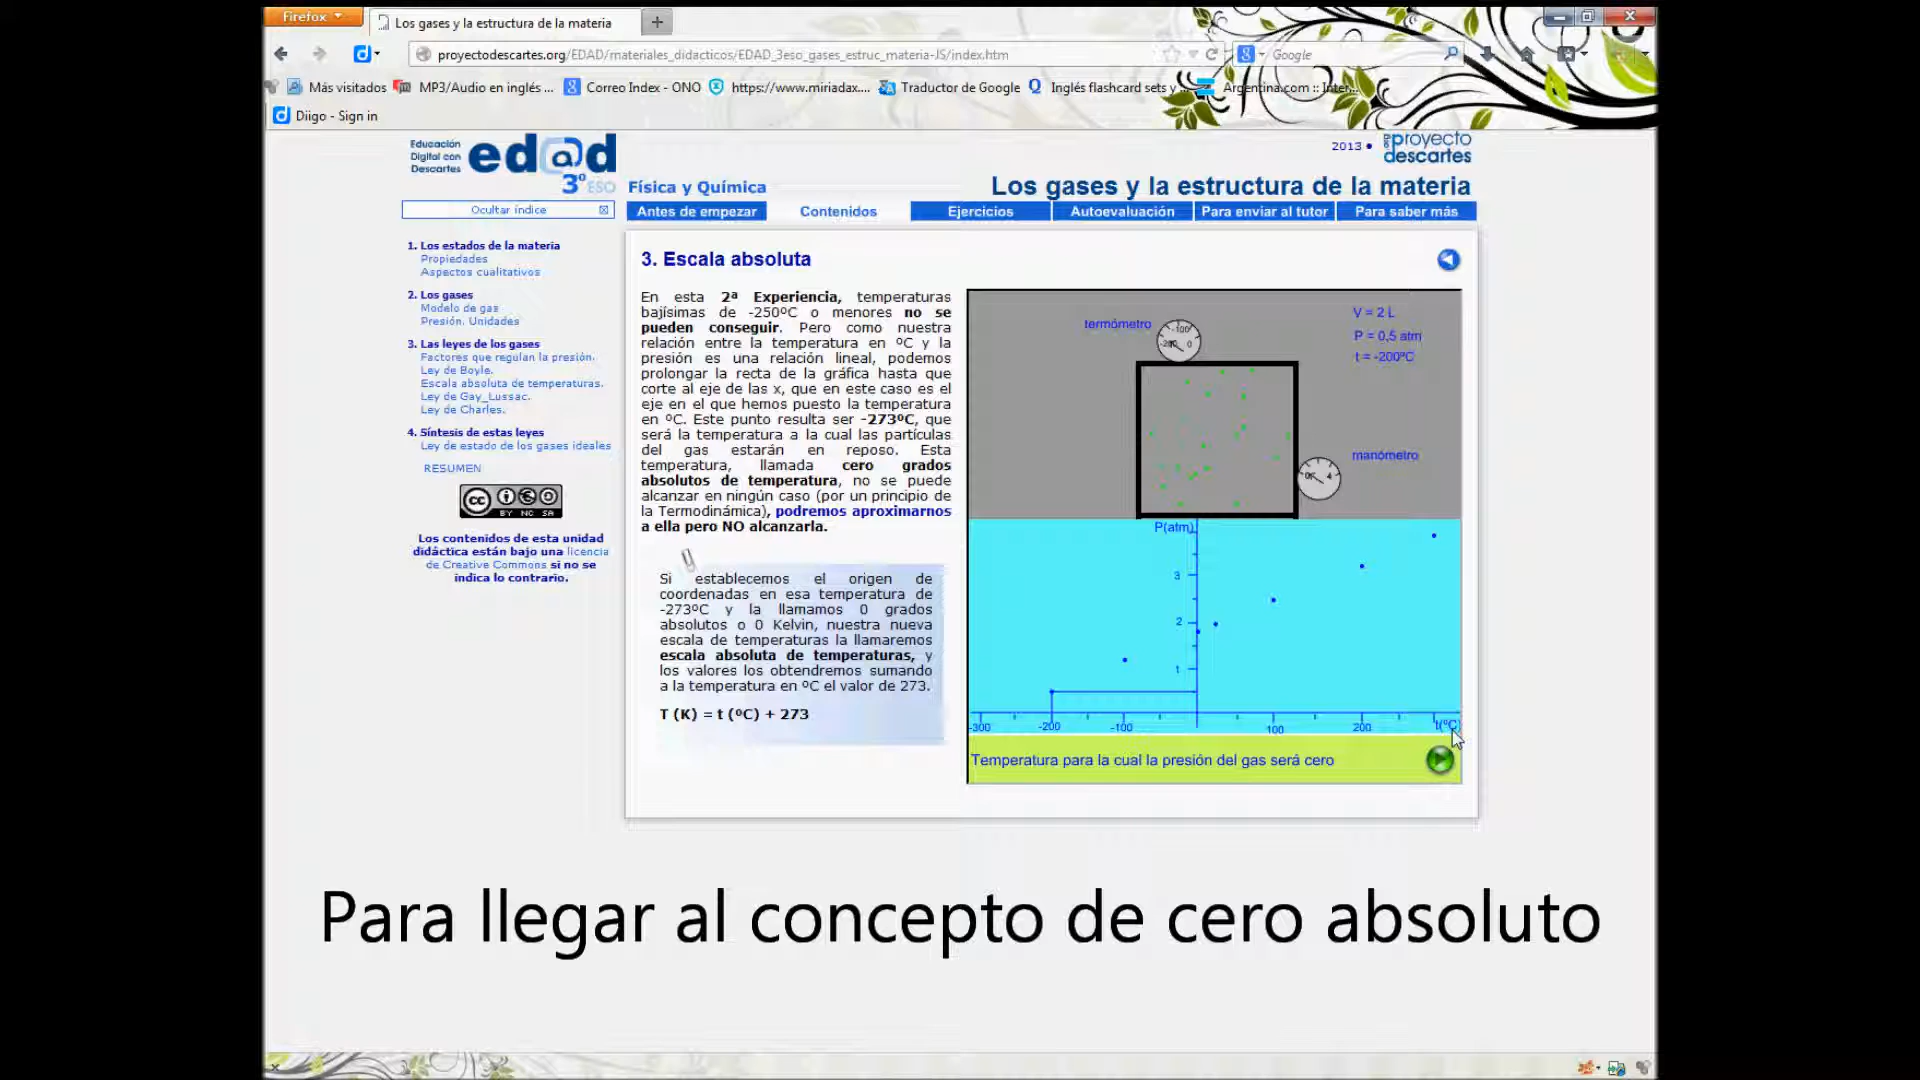 Firefox
Los gases y la estructura de la materia
proyectodescartes.org/EDAD/materiales_didacticos/EDAD_3eso_gases_estruc_materia-JS/index.htm
Google
Más visitados
MP3/Audio en inglés ...
Correo Index - ONO
https://www.miriadax....
Traductor de Google
Inglés flashcard sets y ...
Argentina.com :: Inter...
Diigo - Sign in
Educación
Digital con
Descartes
ed@d
3º ESO
Física y Química
2013
proyecto
descartes
Los gases y la estructura de la materia
Ocultar índice
Antes de empezar
Contenidos
Ejercicios
Autoevaluación
Para enviar al tutor
Para saber más
1. Los estados de la materia
Propiedades
Aspectos cualitativos
2. Los gases
Modelo de gas
Presión. Unidades
3. Las leyes de los gases
Factores que regulan la presión.
Ley de Boyle.
Escala absoluta de temperaturas.
Ley de Gay_Lussac.
Ley de Charles.
4. Síntesis de estas leyes
Ley de estado de los gases ideales
RESUMEN
cc
BY NC SA
Los contenidos de esta unidad
didáctica están bajo una licencia
de Creative Commons si no se
indica lo contrario.
3. Escala absoluta
En esta 2ª Experiencia, temperaturas
bajísimas de -250ºC o menores no se
pueden conseguir. Pero como nuestra
relación entre la temperatura en ºC y la
presión es una relación lineal, podemos
prolongar la recta de la gráfica hasta que
corte al eje de las x, que en este caso es el
eje en el que hemos puesto la temperatura
en ºC. Este punto resulta ser -273ºC, que
será la temperatura a la cual las partículas
del gas estarán en reposo. Esta
temperatura, llamada cero grados
absolutos de temperatura, no se puede
alcanzar en ningún caso (por un principio de
la Termodinámica), podremos aproximarnos
a ella pero NO alcanzarla.
Si establecemos el origen de
coordenadas en esa temperatura de
-273ºC y la llamamos 0 grados
absolutos o 0 Kelvin, nuestra nueva
escala de temperaturas la llamaremos
escala absoluta de temperaturas, y
los valores los obtendremos sumando
a la temperatura en ºC el valor de 273.
T (K) = t (ºC) + 273
termómetro
-100
0
V = 2 L
P = 0,5 atm
t = -200ºC
manómetro
4
P(atm)
3
2
1
-300
-200
-100
100
200
t(ºC)
Temperatura para la cual la presión del gas será cero
Para llegar al concepto de cero absoluto